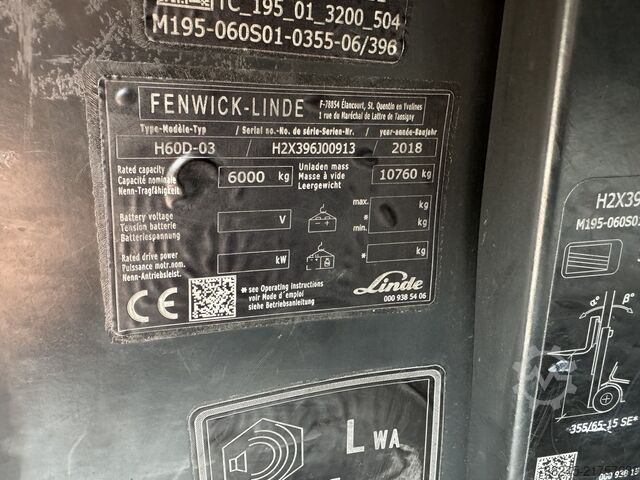 TC_195_01_3200_504
M195-060S01-0355-06/396
FENWICK-LINDE
F-78854 Élancourt, St. Quentin en Yvelines
1 rue du Maréchal de Lattre de Tassigny
Type-Modèle-Typ / Serial no.-No. de série-Serien-Nr. / year-année-Baujahr
H60D-03 / H2X396J00913 / 2018
Rated capacity
Capacité nominale
Nenn-Tragfähigkeit
6000 kg
Unladen mass
Masse à vide
Leergewicht
10760 kg
Battery voltage
Tension batterie
Batteriespannung
V
max. kg
*
min. kg
Rated drive power
Puissance motr.nom.
Nenn-Antriebsleist.
kW
* kg
* see Operating instructions
voir Mode d'emploi
siehe Betriebsanleitung
CE
Linde
000 938 54 06
LWA
H2X39
M195-060S01
α° β°
355/65-15 SE*
000 938